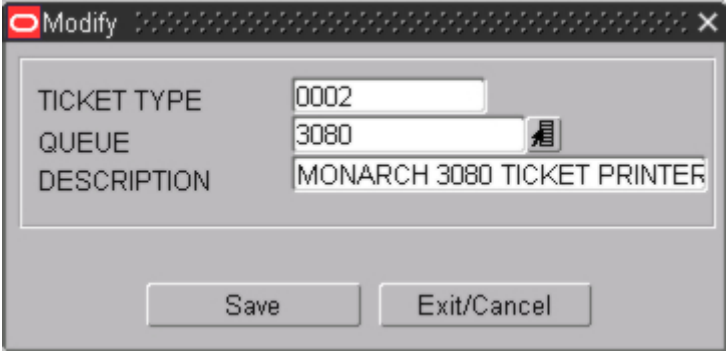 Modify
TICKET TYPE 0002
QUEUE 3080
DESCRIPTION MONARCH 3080 TICKET PRINTER
Save Exit/Cancel